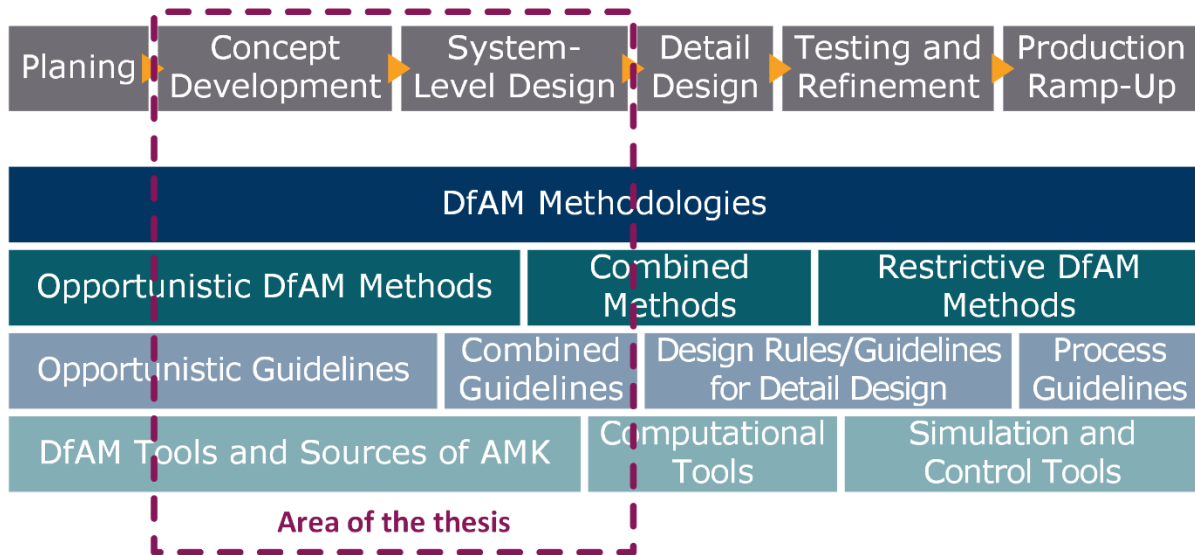 Planing
Concept
Development
System-
Level Design
Detail
Design
Testing and
Refinement
Production
Ramp-Up
DfAM Methodologies
Opportunistic DfAM Methods
Combined
Methods
Restrictive DfAM
Methods
Opportunistic Guidelines
Combined
Guidelines
Design Rules/Guidelines
for Detail Design
Process
Guidelines
DfAM Tools and Sources of AMK
Computational
Tools
Simulation and
Control Tools
Area of the thesis